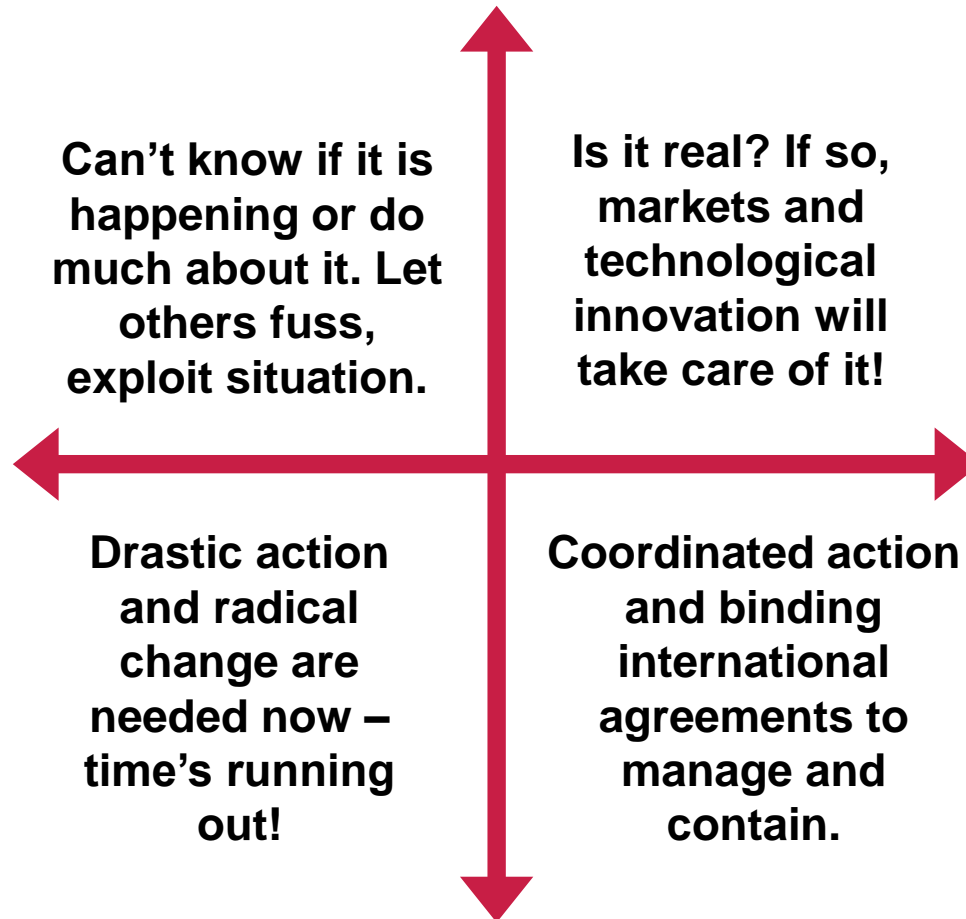 Can’t know if it is
happening or do
much about it. Let
others fuss,
exploit situation.
Is it real? If so,
markets and
technological
innovation will
take care of it!
Drastic action
and radical
change are
needed now –
time’s running
out!
Coordinated action
and binding
international
agreements to
manage and
contain.